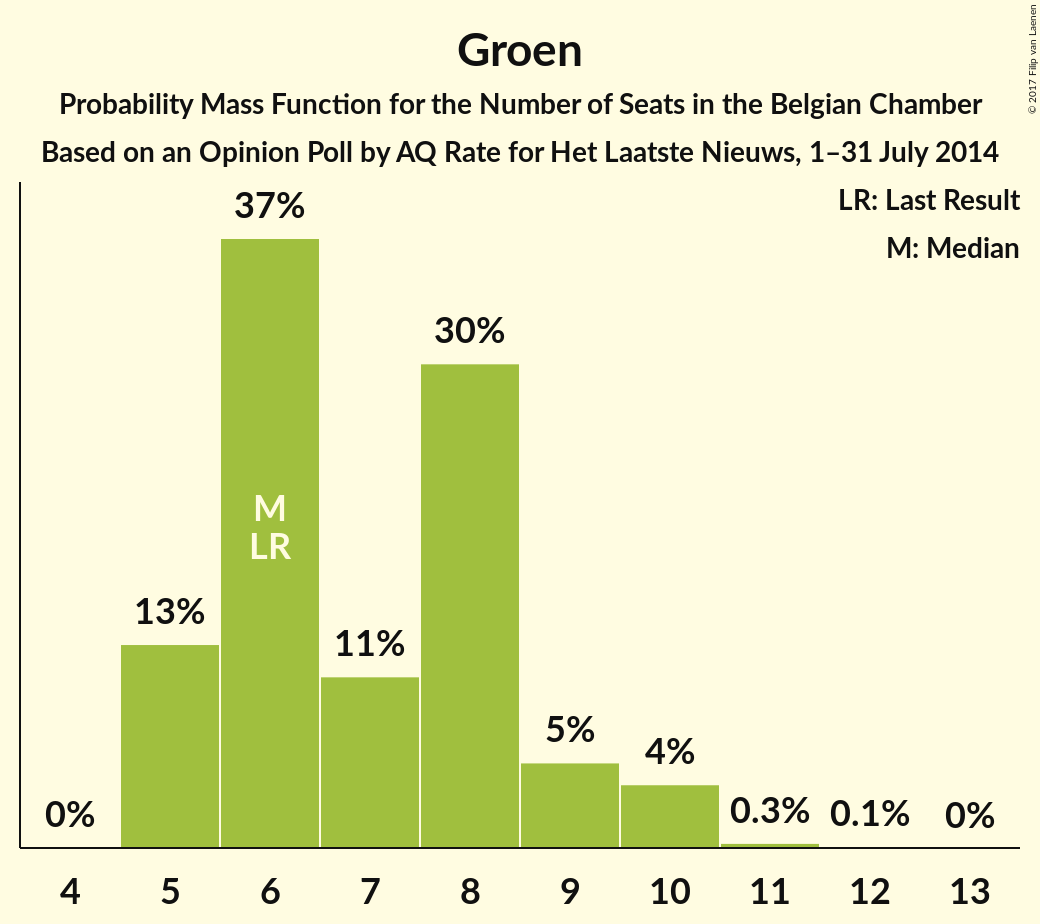 Groen
Probability Mass Function for the Number of Seats in the Belgian Chamber
Based on an Opinion Poll by AQ Rate for Het Laatste Nieuws, 1–31 July 2014
© 2017 Filip van Laenen
LR: Last Result
M: Median
0%
13%
37%
11%
30%
5%
4%
0.3%
0.1%
0%
M
LR
4 5 6 7 8 9 10 11 12 13